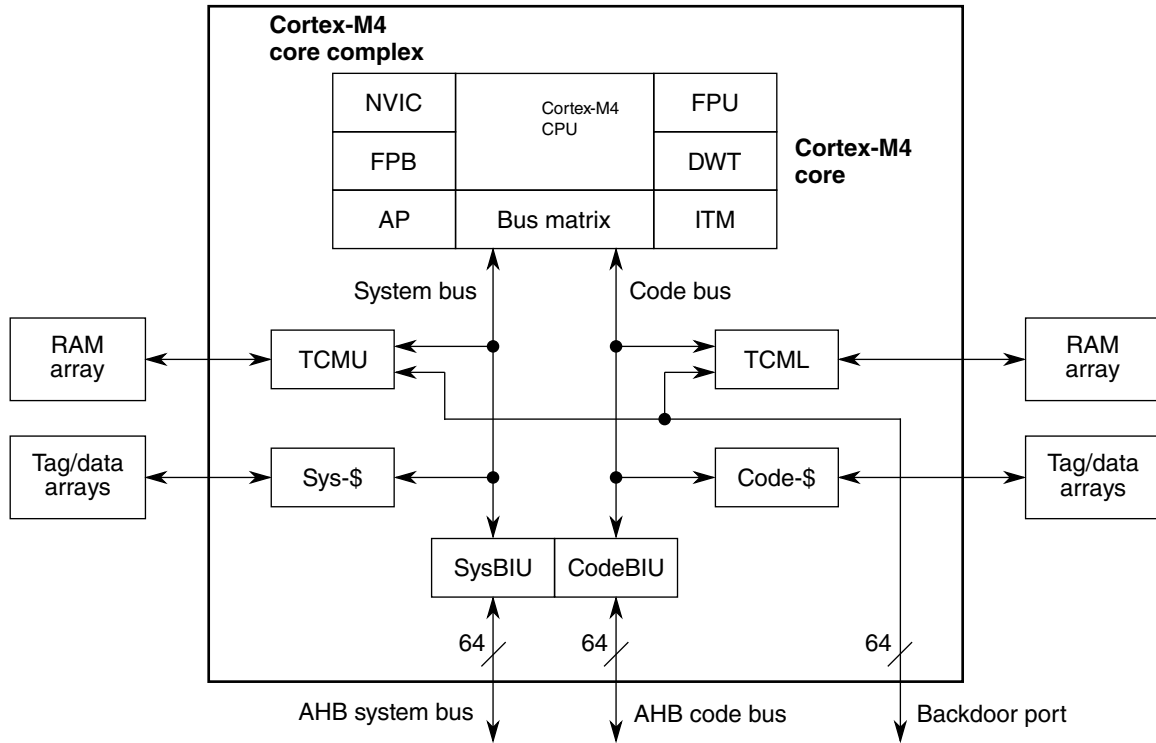 Cortex-M4
core complex
NVIC
Cortex-M4
CPU
FPU
FPB
DWT
Cortex-M4
core
AP
Bus matrix
ITM
System bus
Code bus
RAM
array
TCMU
TCML
RAM
array
Tag/data
arrays
Sys-$
Code-$
Tag/data
arrays
SysBIU
CodeBIU
64
64
64
AHB system bus
AHB code bus
Backdoor port